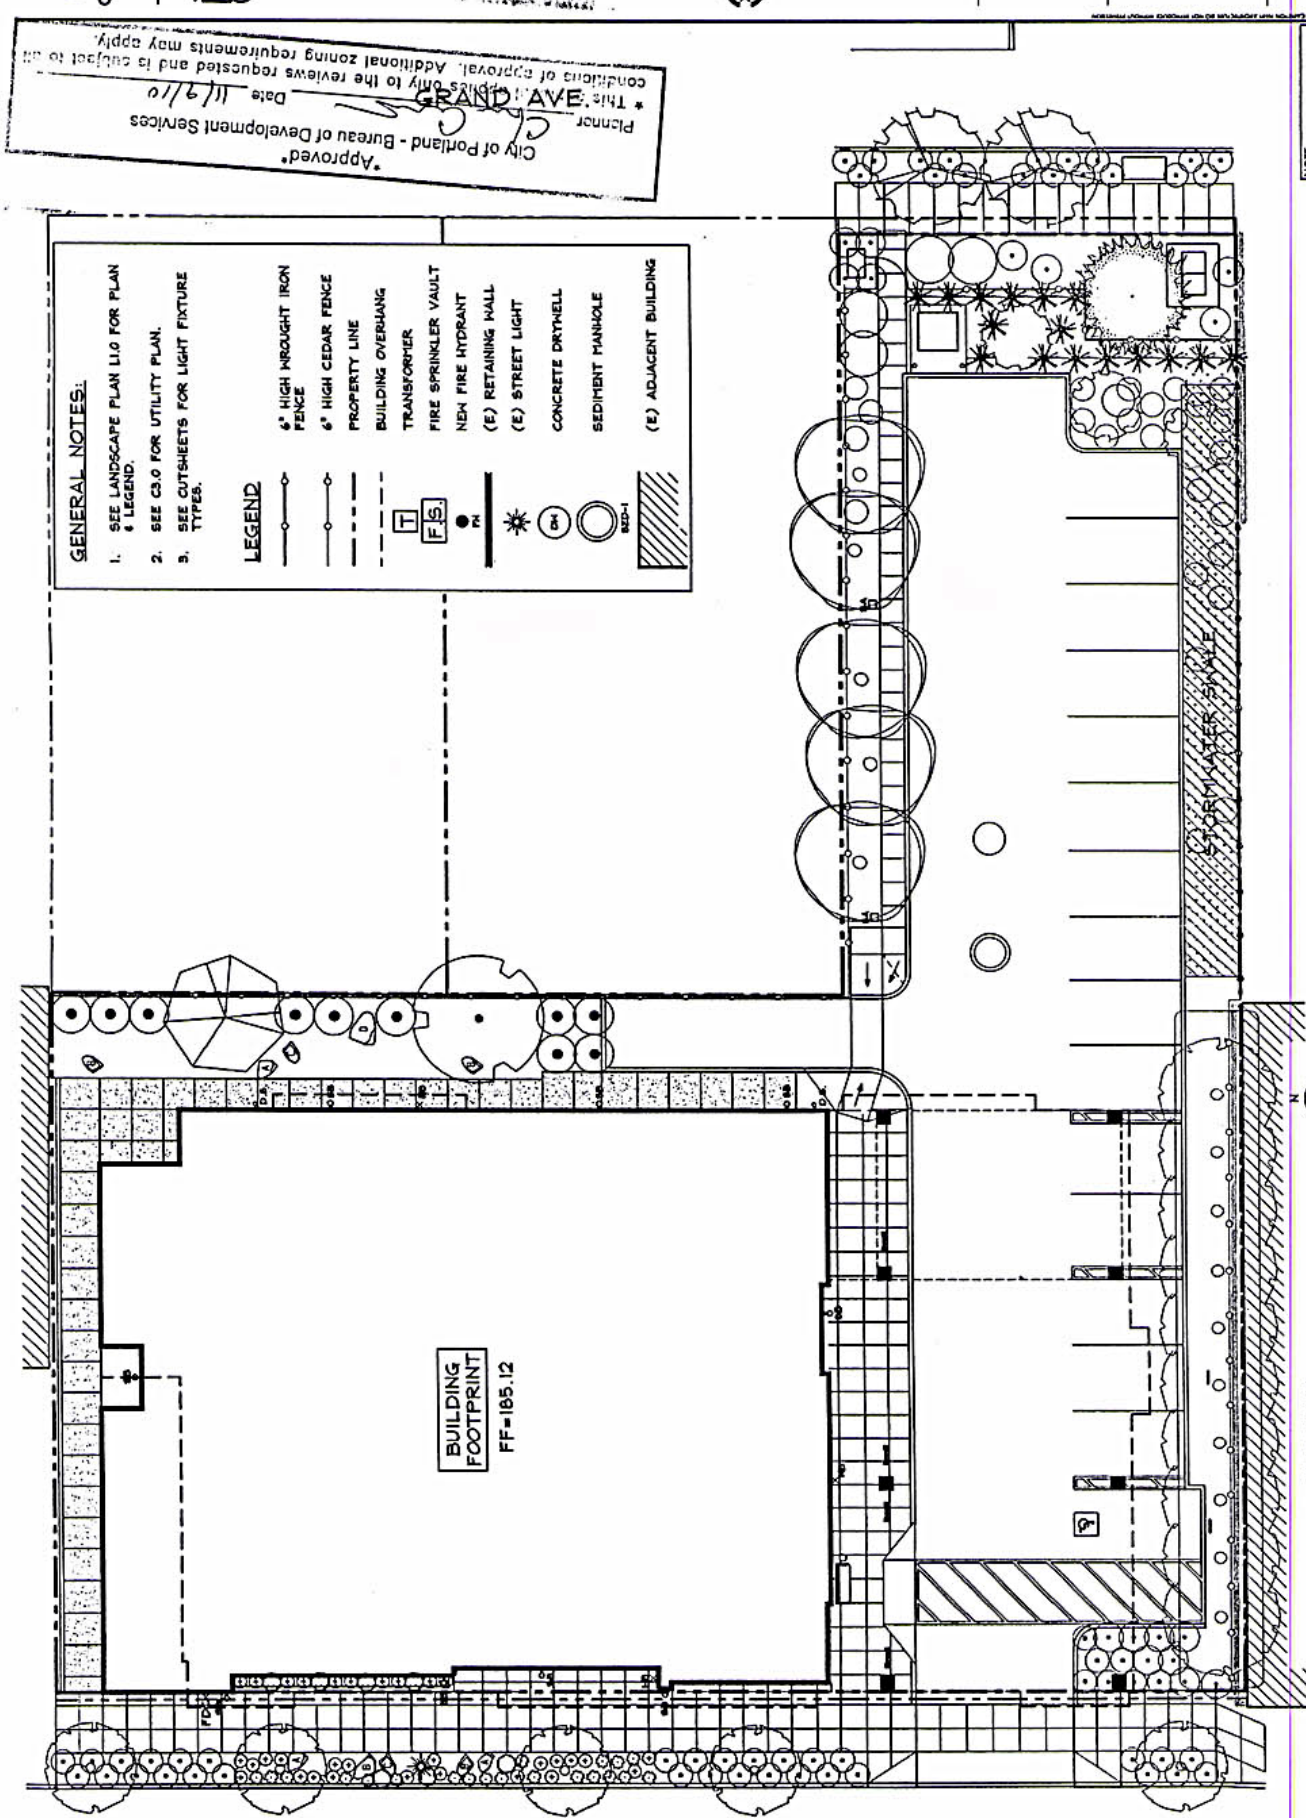 "Approved"
City of Portland - Bureau of Development Services
Planner
Date 11/9/10
* This approval applies only to the reviews requested and is subject to all
conditions of approval. Additional zoning requirements may apply.
GRAND AVE.
GENERAL NOTES:
1. SEE LANDSCAPE PLAN L1.0 FOR PLAN
& LEGEND.
2. SEE C3.0 FOR UTILITY PLAN.
3. SEE CUTSHEETS FOR LIGHT FIXTURE
TYPES.
LEGEND
6' HIGH WROUGHT IRON
FENCE
6' HIGH CEDAR FENCE
PROPERTY LINE
BUILDING OVERHANG
T TRANSFORMER
F.S. FIRE SPRINKLER VAULT
FH NEW FIRE HYDRANT
(E) RETAINING WALL
(E) STREET LIGHT
DW CONCRETE DRYWELL
SED-1 SEDIMENT MANHOLE
(E) ADJACENT BUILDING
STORMWATER SWALE
BUILDING
FOOTPRINT
FF=185.12
N